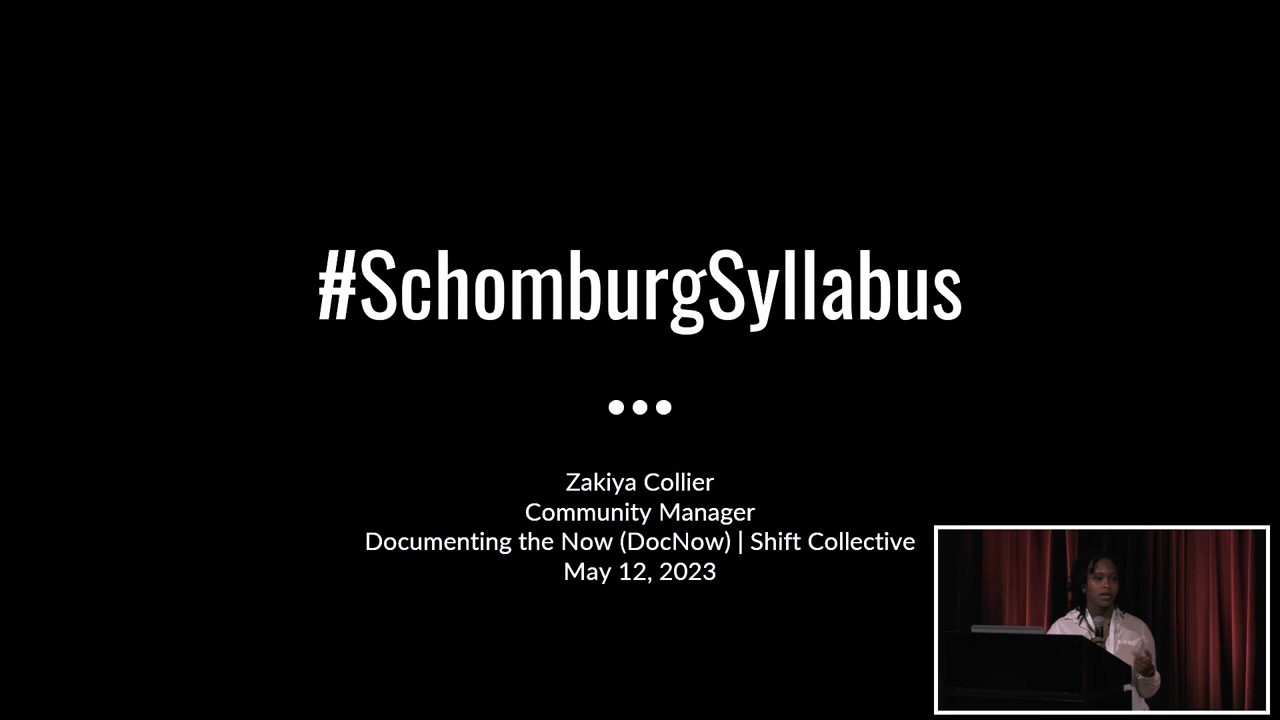 #SchomburgSyllabus
Zakiya Collier
Community Manager
Documenting the Now (DocNow) | Shift Collective
May 12, 2023